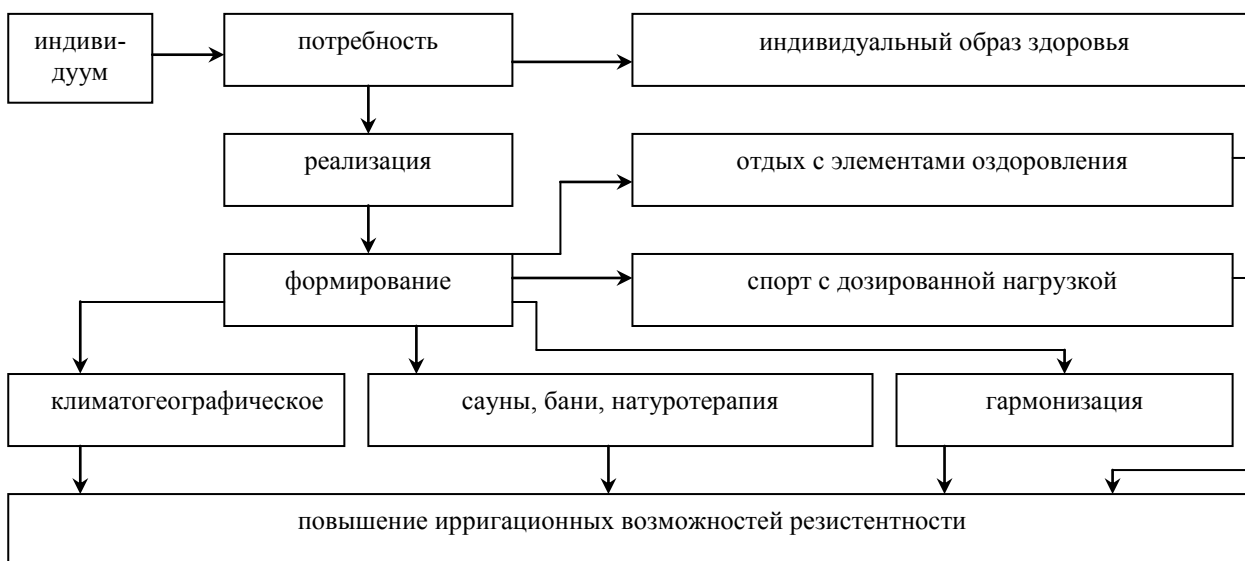 индиви-
дуум
потребность
индивидуальный образ здоровья
реализация
отдых с элементами оздоровления
формирование
спорт с дозированной нагрузкой
климатогеографическое
сауны, бани, натуротерапия
гармонизация
повышение ирригационных возможностей резистентности